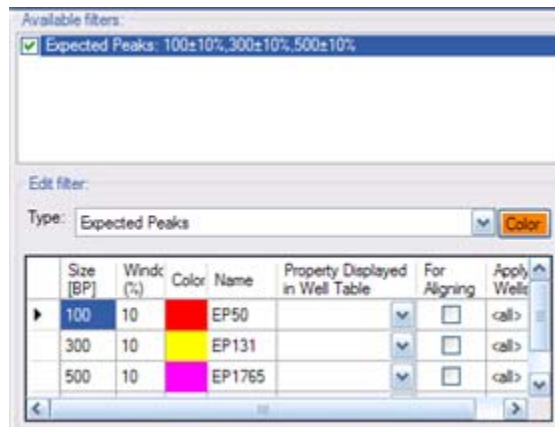 Available filters:
Expected Peaks: 100±10%,300±10%,500±10%
Edit filter:
Type: Expected Peaks Color
Size [BP] Windc (%) Color Name Property Displayed in Well Table For Aligning Apply Wells
100 10 EP50 <all>
300 10 EP131 <all>
500 10 EP1765 <all>